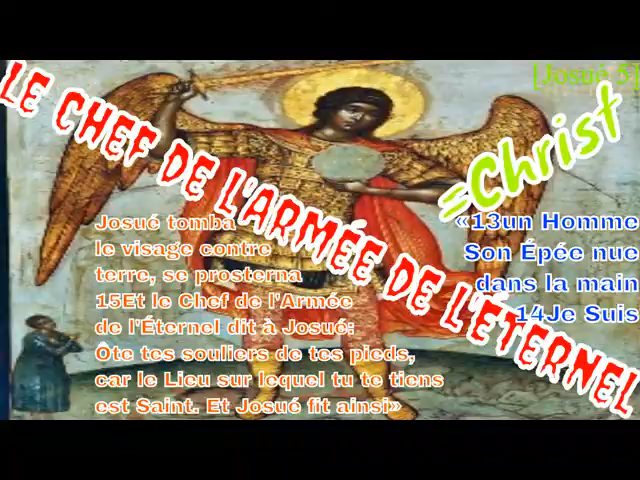 [Josué 5]
LE CHEF DE L'ARMÉE DE L'ÉTERNEL
=Christ
«13un Homme
Son Épée nue
dans la main
14Je Suis
Josué tomba
le visage contre
terre, se prosterna
15Et le Chef de l'Armée
de l'Éternel dit à Josué:
Ôte tes souliers de tes pieds,
car le Lieu sur lequel tu te tiens
est Saint. Et Josué fit ainsi»